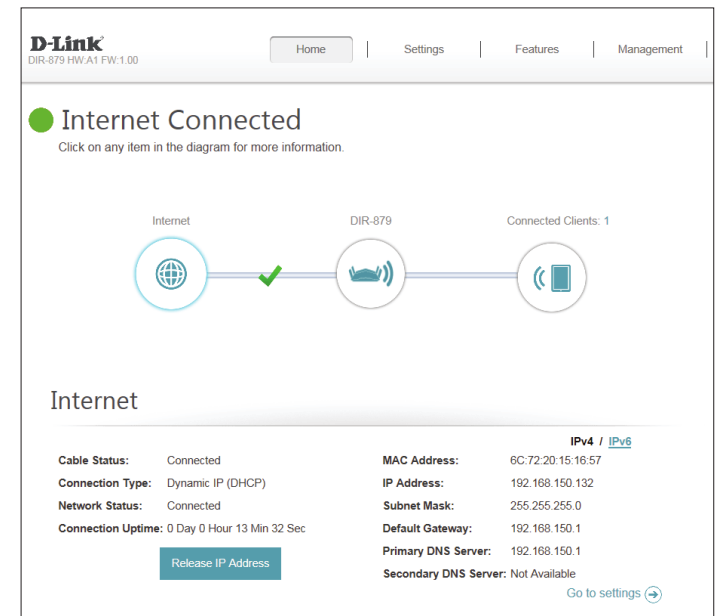 D-Link
DIR-879 HW:A1 FW:1.00
Home
Settings
Features
Management
Internet Connected
Click on any item in the diagram for more information.
Internet
DIR-879
Connected Clients: 1
Internet
IPv4 / IPv6
Cable Status: Connected
MAC Address: 6C:72:20:15:16:57
Connection Type: Dynamic IP (DHCP)
IP Address: 192.168.150.132
Network Status: Connected
Subnet Mask: 255.255.255.0
Connection Uptime: 0 Day 0 Hour 13 Min 32 Sec
Default Gateway: 192.168.150.1
Release IP Address
Primary DNS Server: 192.168.150.1
Secondary DNS Server: Not Available
Go to settings